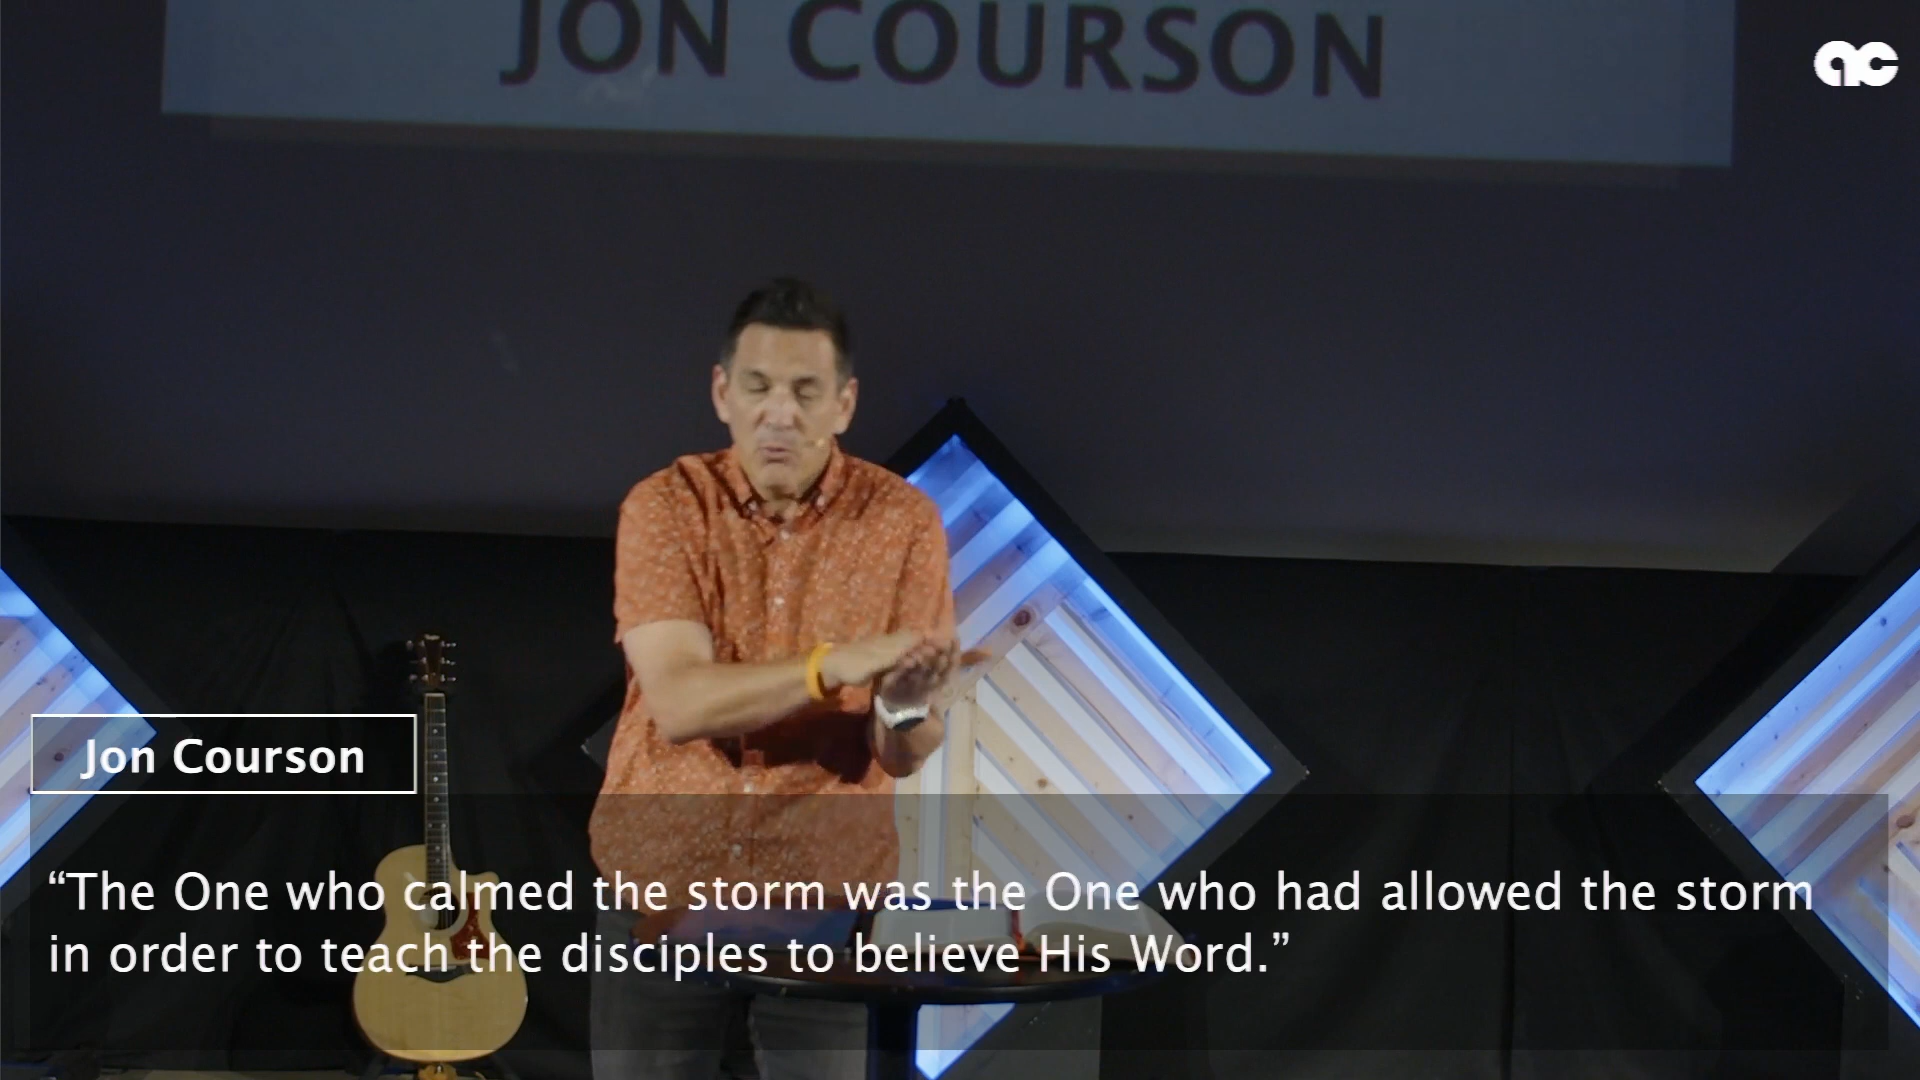 JON COURSON
ac
Jon Courson
“The One who calmed the storm was the One who had allowed the storm
in order to teach the disciples to believe His Word.”